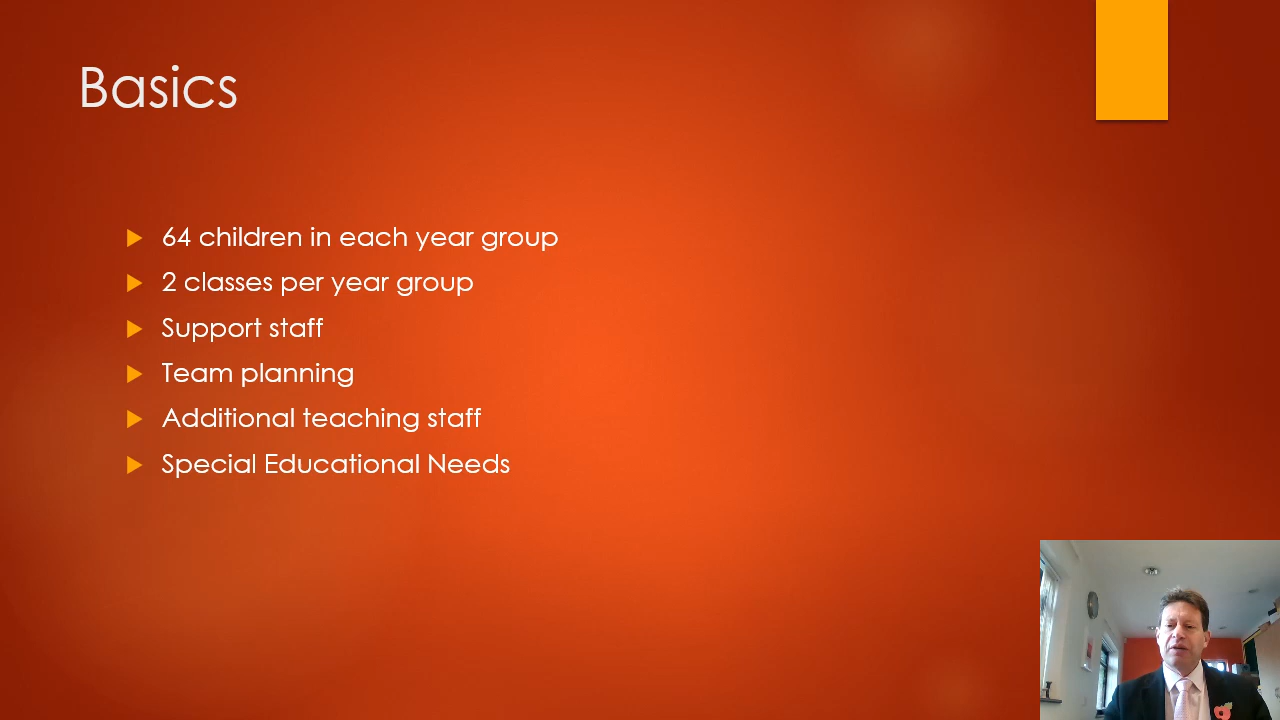 Basics
64 children in each year group
2 classes per year group
Support staff
Team planning
Additional teaching staff
Special Educational Needs